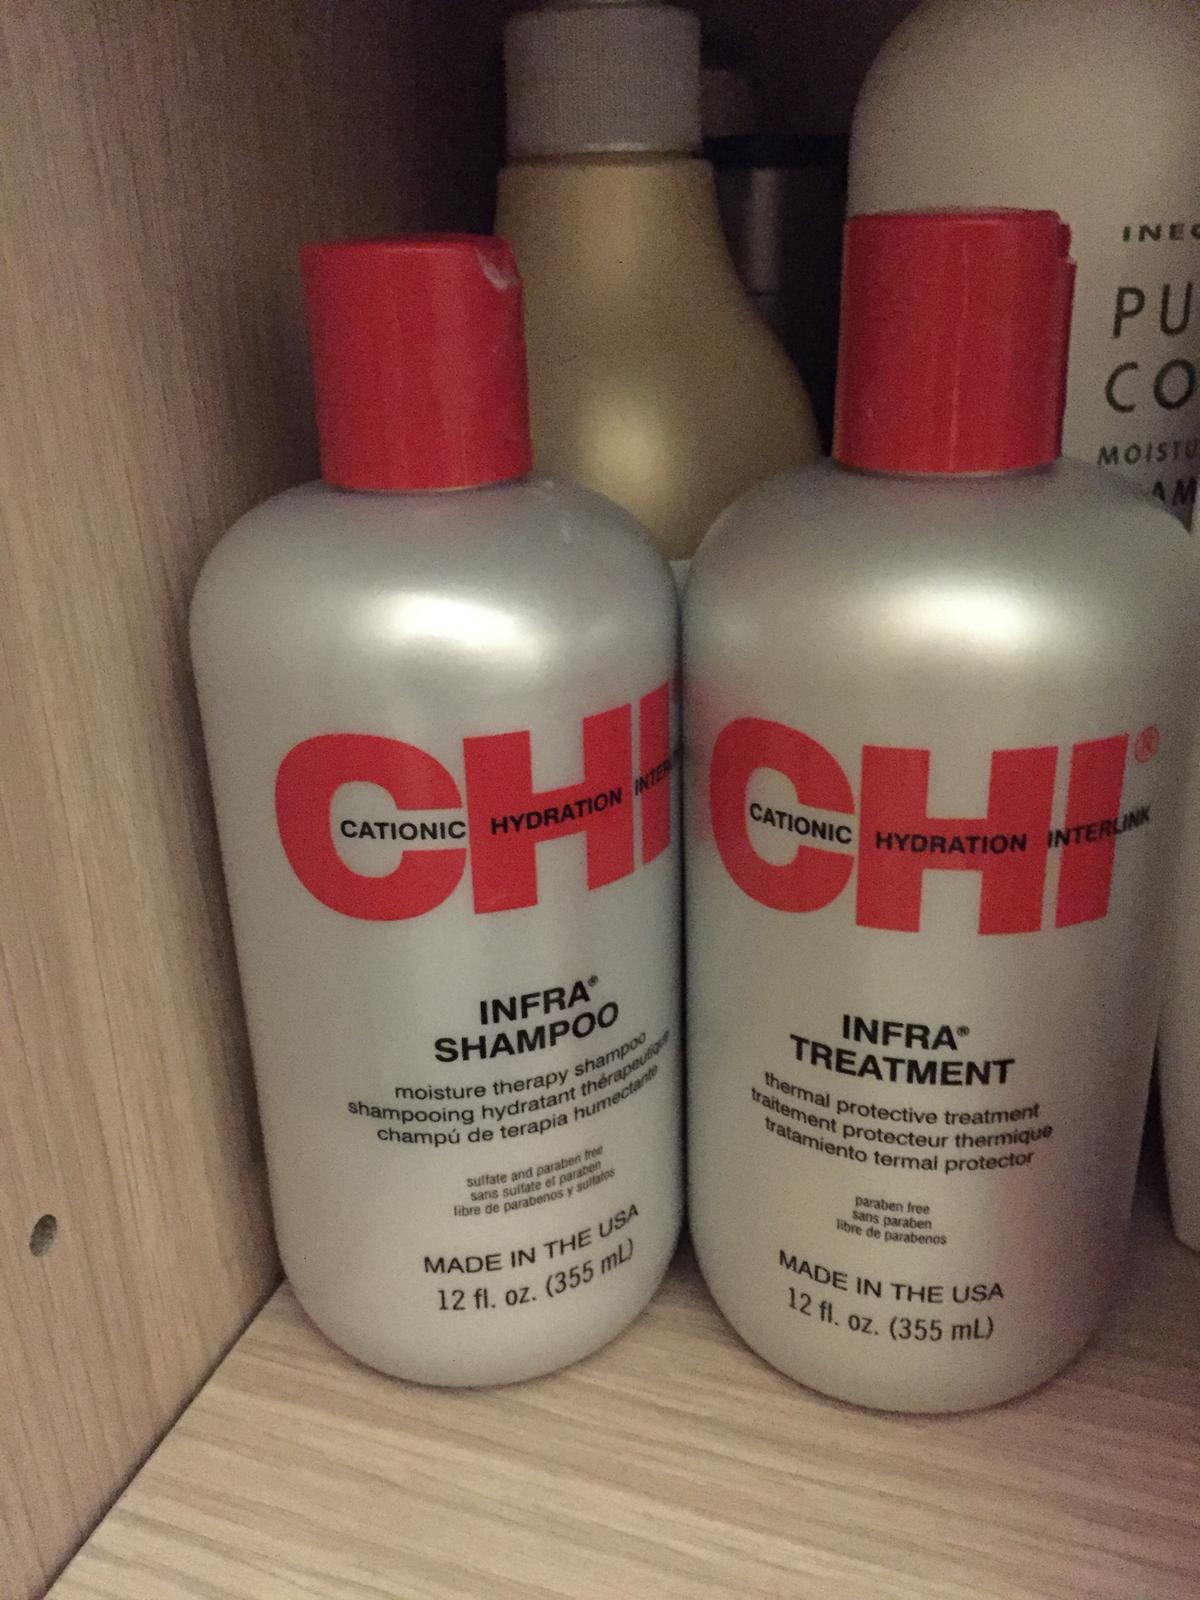 CHI
CATIONIC HYDRATION
INFRA®
SHAMPOO
moisture therapy shampoo
shampooing hydratant thérapeutique
champú de terapia humectante
sulfate and paraben free
sans sulfate et paraben
libre de parabenos y sulfatos
MADE IN THE USA
12 fl. oz. (355 mL)
CHI®
CATIONIC HYDRATION INTERLINK
INFRA®
TREATMENT
thermal protective treatment
traitement protecteur thermique
tratamiento termal protector
paraben free
sans paraben
libre de parabenos
MADE IN THE USA
12 fl. oz. (355 mL)